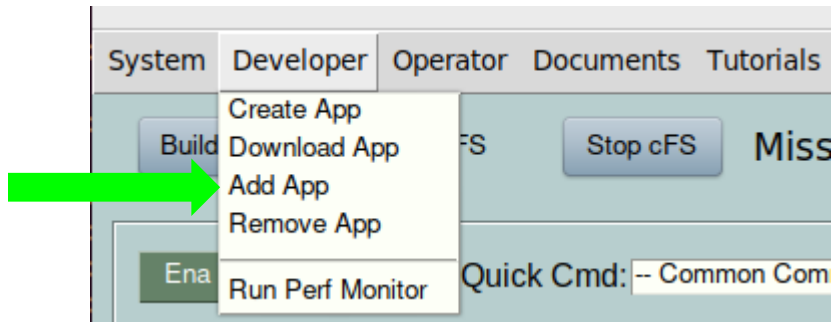 System Developer Operator Documents Tutorials
Create App
Build Download App FS Stop cFS Miss
Add App
Remove App
Ena Quick Cmd: -- Common Com
Run Perf Monitor